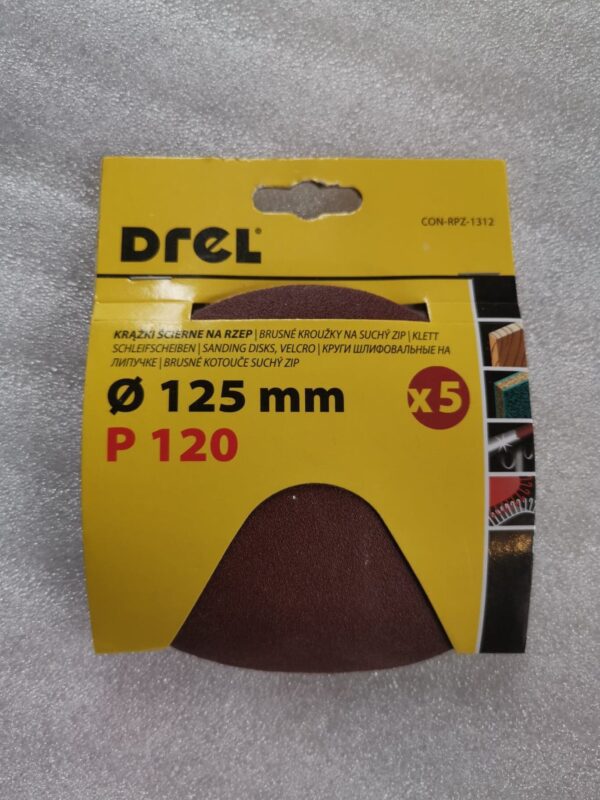 CON-RPZ-1312
DreL®
KRĄŻKI ŚCIERNE NA RZEP | BRUSNÉ KROUŽKY NA SUCHÝ ZIP | KLETT
SCHLEIFSCHEIBEN | SANDING DISKS, VELCRO | КРУГИ ШЛИФОВАЛЬНЫЕ НА
ЛИПУЧКЕ | BRUSNÉ KOTOUČE SUCHÝ ZIP
Ø 125 mm
x5
P 120